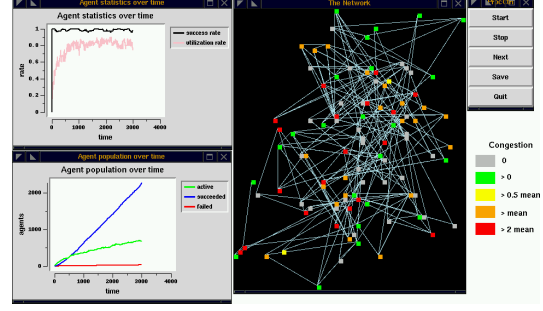 Agent statistics over time
Agent statistics over time
success rate
utilization rate
1
0.8
0.6
0.4
0.2
0
rate
0
1000
2000
3000
4000
time
Agent population over time
Agent population over time
active
succeeded
failed
2000
1000
0
agents
0
1000
2000
3000
4000
time
The Network
Start
Stop
Next
Save
Quit
Congestion
0
> 0
> 0.5 mean
> mean
> 2 mean